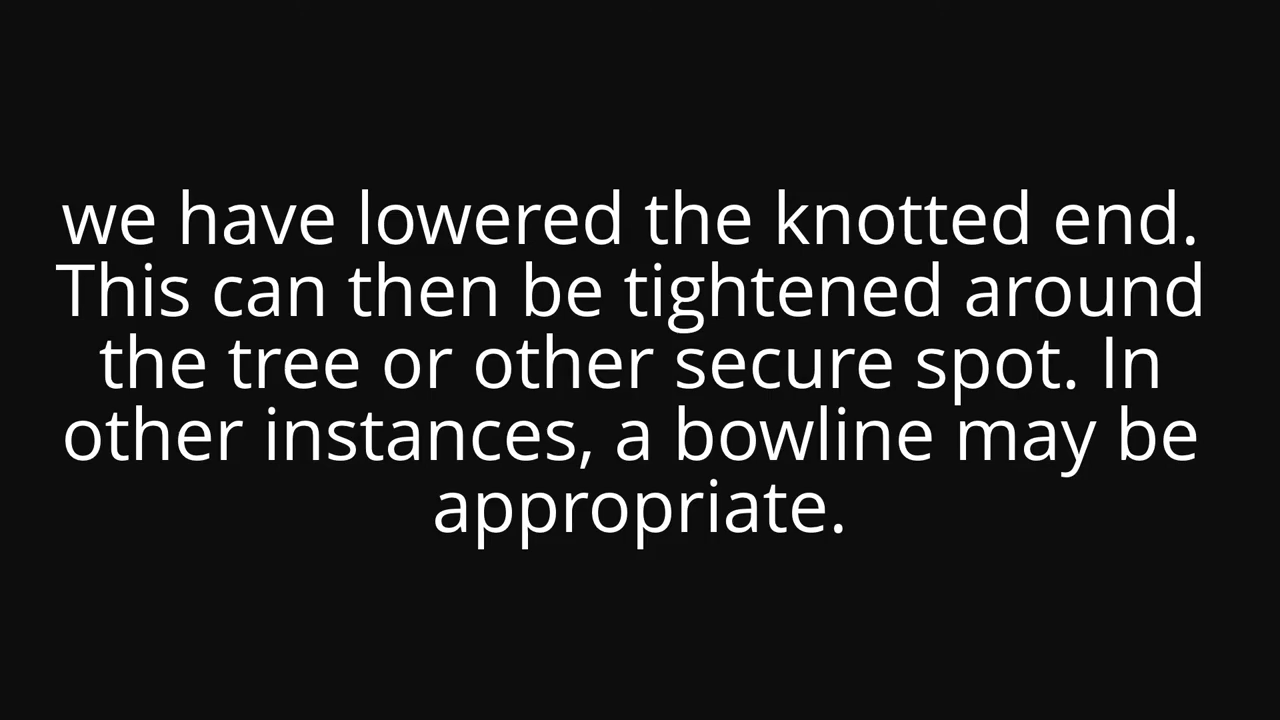 we have lowered the knotted end.
This can then be tightened around
the tree or other secure spot. In
other instances, a bowline may be
appropriate.